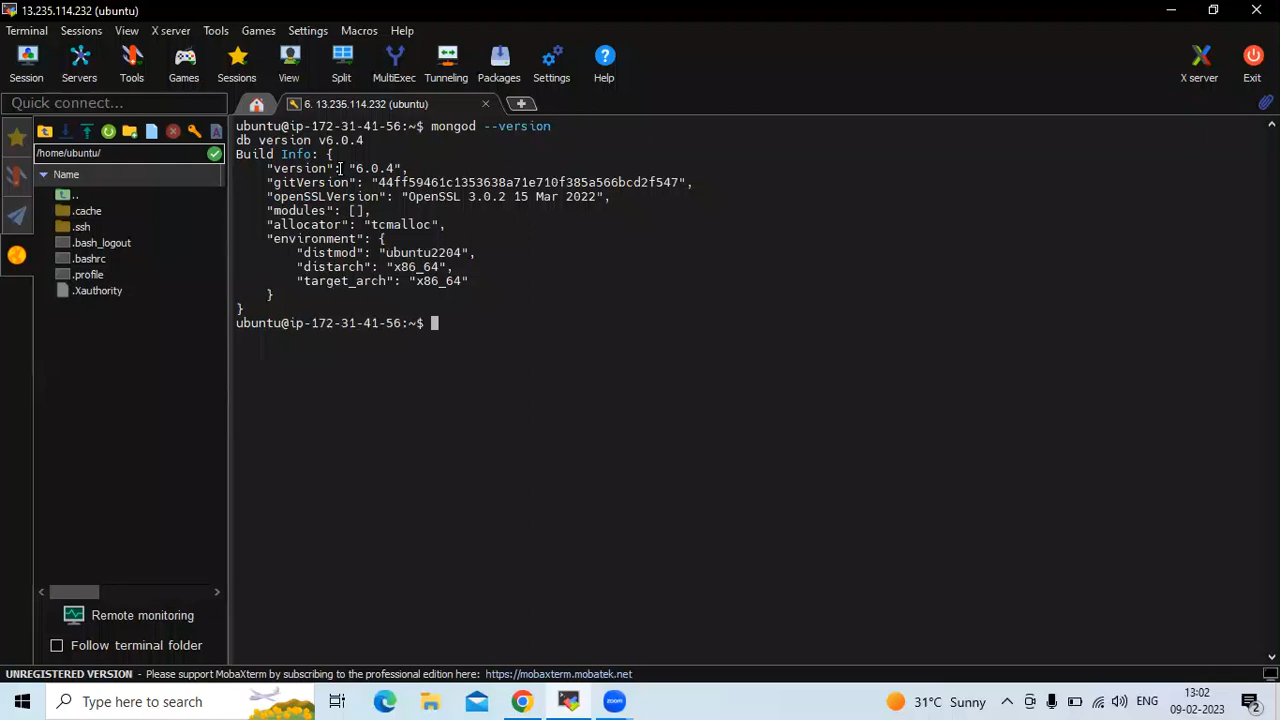 13.235.114.232 (ubuntu)
Terminal Sessions View X server Tools Games Settings Macros Help
Session Servers Tools Games Sessions View Split MultiExec Tunneling Packages Settings Help X server Exit
Quick connect...
6. 13.235.114.232 (ubuntu)
/home/ubuntu/
Name
..
.cache
.ssh
.bash_logout
.bashrc
.profile
.Xauthority
Remote monitoring
Follow terminal folder
ubuntu@ip-172-31-41-56:~$ mongod --version
db version v6.0.4
Build Info: {
    "version": "6.0.4",
    "gitVersion": "44ff59461c1353638a71e710f385a566bcd2f547",
    "openSSLVersion": "OpenSSL 3.0.2 15 Mar 2022",
    "modules": [],
    "allocator": "tcmalloc",
    "environment": {
        "distmod": "ubuntu2204",
        "distarch": "x86_64",
        "target_arch": "x86_64"
    }
}
ubuntu@ip-172-31-41-56:~$
UNREGISTERED VERSION - Please support MobaXterm by subscribing to the professional edition here: https://mobaxterm.mobatek.net
Type here to search
zoom
31°C Sunny
ENG
13:02
09-02-2023
2